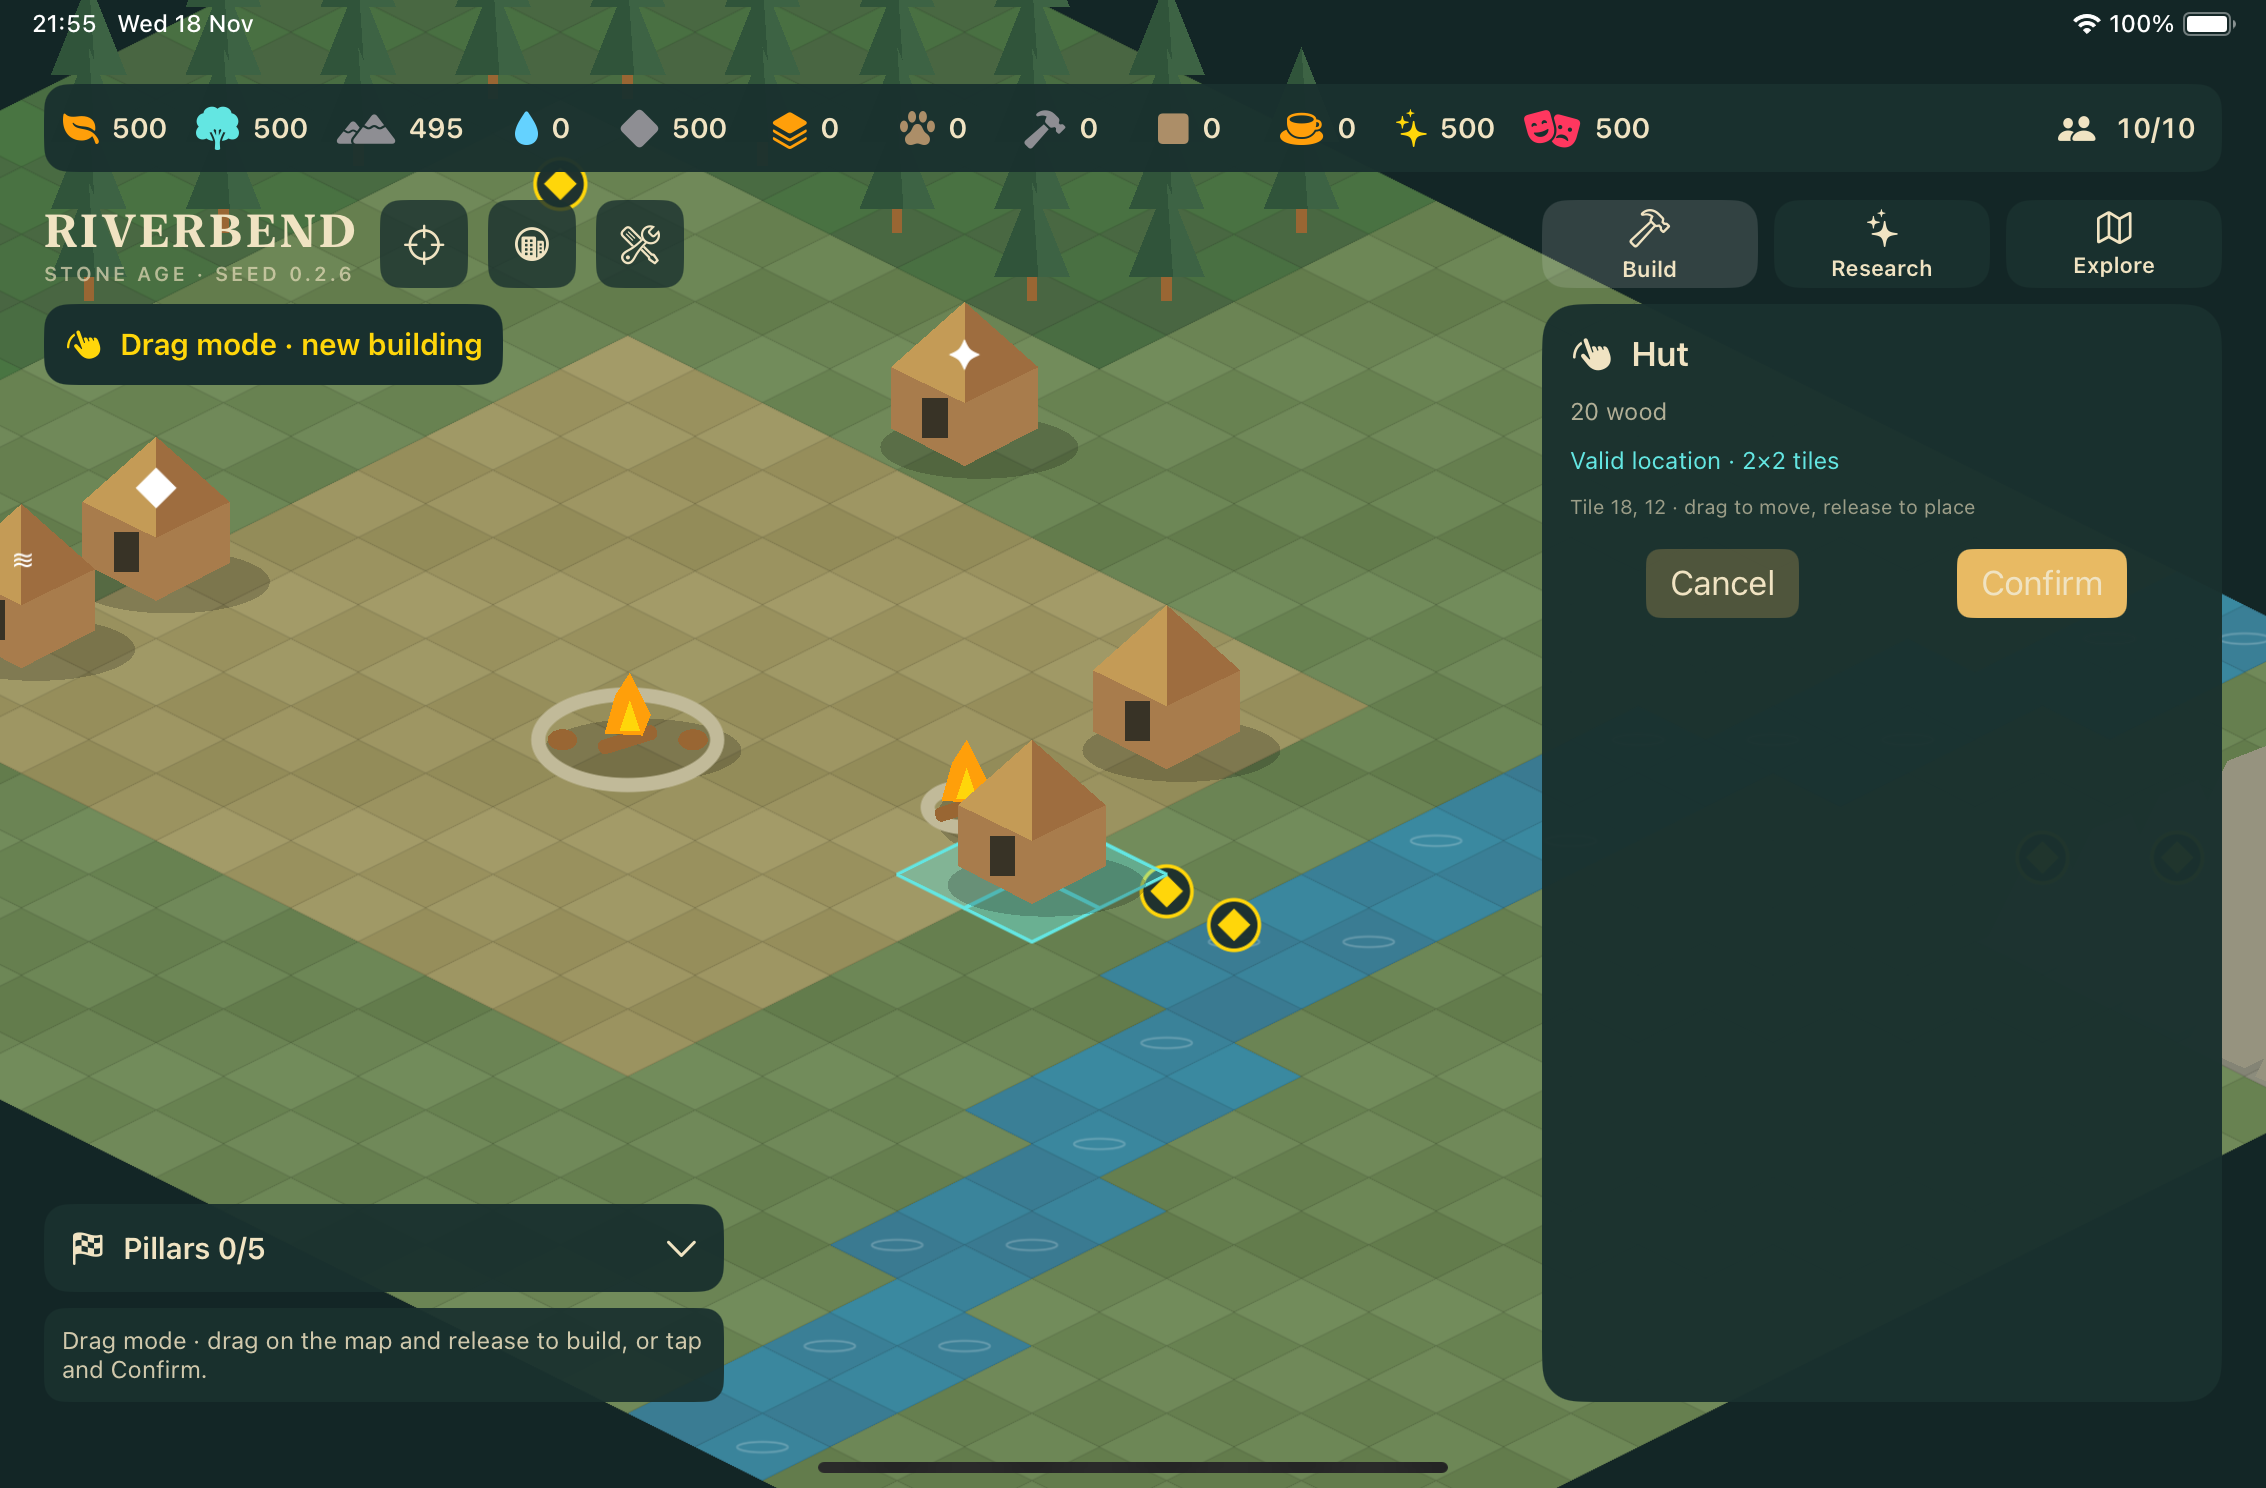 21:55 Wed 18 Nov
100%
500 500 495 0 500 0 0 0 0 0 500 500 10/10
RIVERBEND
STONE AGE · SEED 0.2.6
Build Research Explore
Drag mode · new building
Hut
20 wood
Valid location · 2×2 tiles
Tile 18, 12 · drag to move, release to place
Cancel Confirm
Pillars 0/5
Drag mode · drag on the map and release to build, or tap
and Confirm.